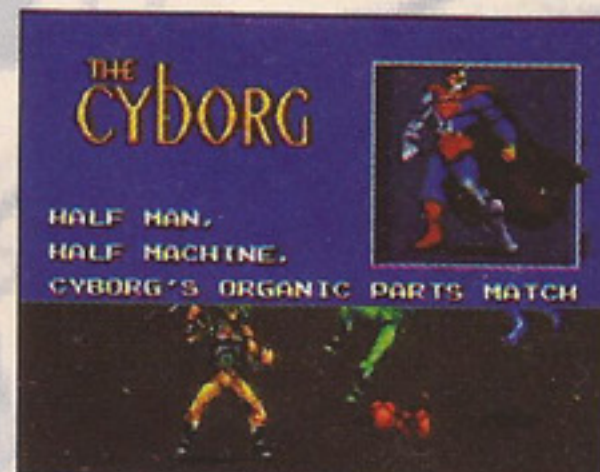 THE
CYBORG
HALF MAN,
HALF MACHINE,
CYBORG'S ORGANIC PARTS MATCH